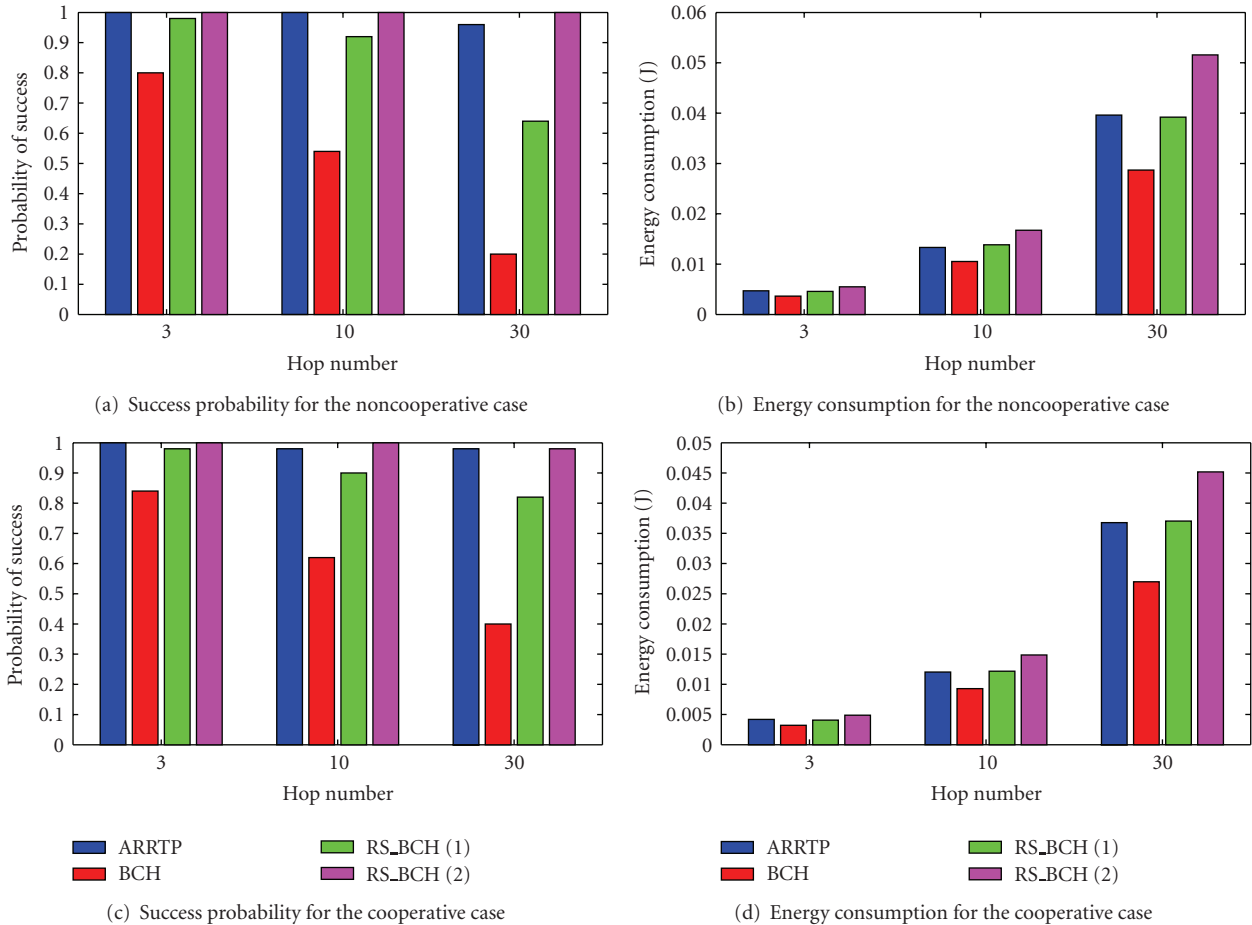 1
0.9
0.8
0.7
0.6
0.5
0.4
0.3
0.2
0.1
0
Probability of success
3
10
30
Hop number
(a) Success probability for the noncooperative case
0.06
0.05
0.04
0.03
0.02
0.01
0
Energy consumption (J)
3
10
30
Hop number
(b) Energy consumption for the noncooperative case
1
0.9
0.8
0.7
0.6
0.5
0.4
0.3
0.2
0.1
0
Probability of success
3
10
30
Hop number
ARRTP
BCH
RS_BCH (1)
RS_BCH (2)
(c) Success probability for the cooperative case
0.05
0.045
0.04
0.035
0.03
0.025
0.02
0.015
0.01
0.005
0
Energy consumption (J)
3
10
30
Hop number
ARRTP
BCH
RS_BCH (1)
RS_BCH (2)
(d) Energy consumption for the cooperative case